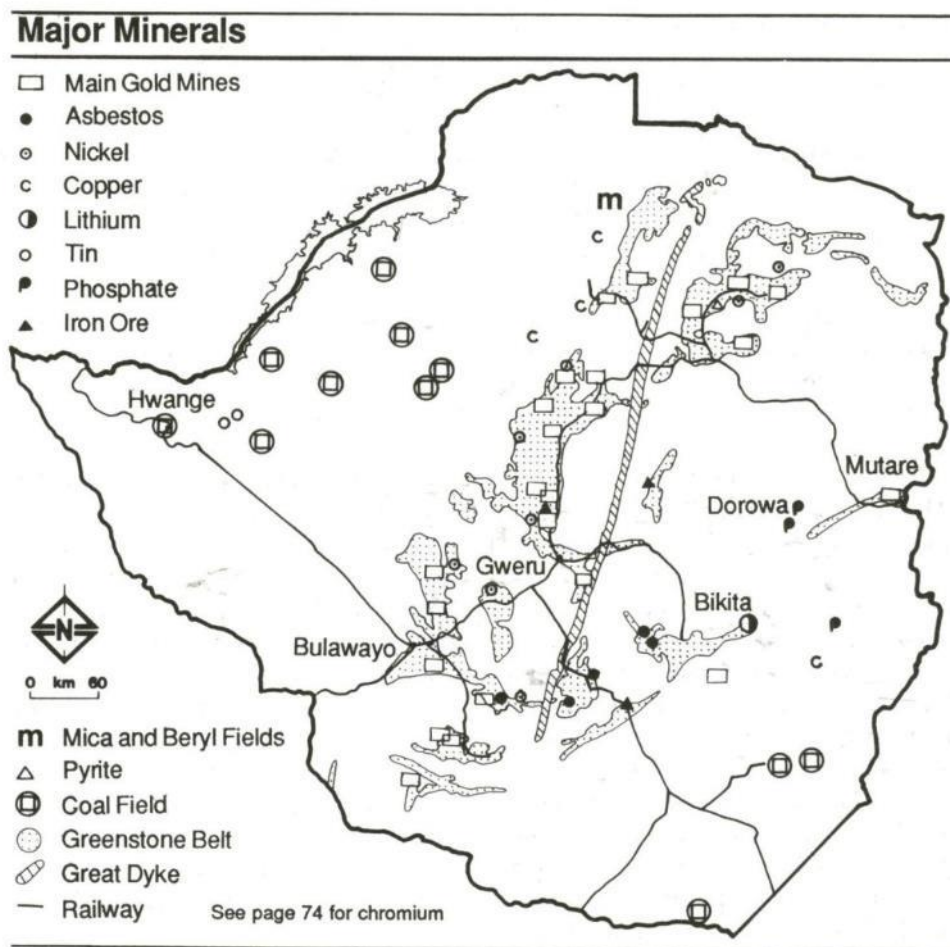 Major Minerals
Main Gold Mines
Asbestos
Nickel
c Copper
Lithium
Tin
Phosphate
Iron Ore
m
c
c
c
Hwange
Mutare
Dorowa
Gweru
Bikita
Bulawayo
c
N
0 km 60
m Mica and Beryl Fields
Pyrite
Coal Field
Greenstone Belt
Great Dyke
Railway
See page 74 for chromium